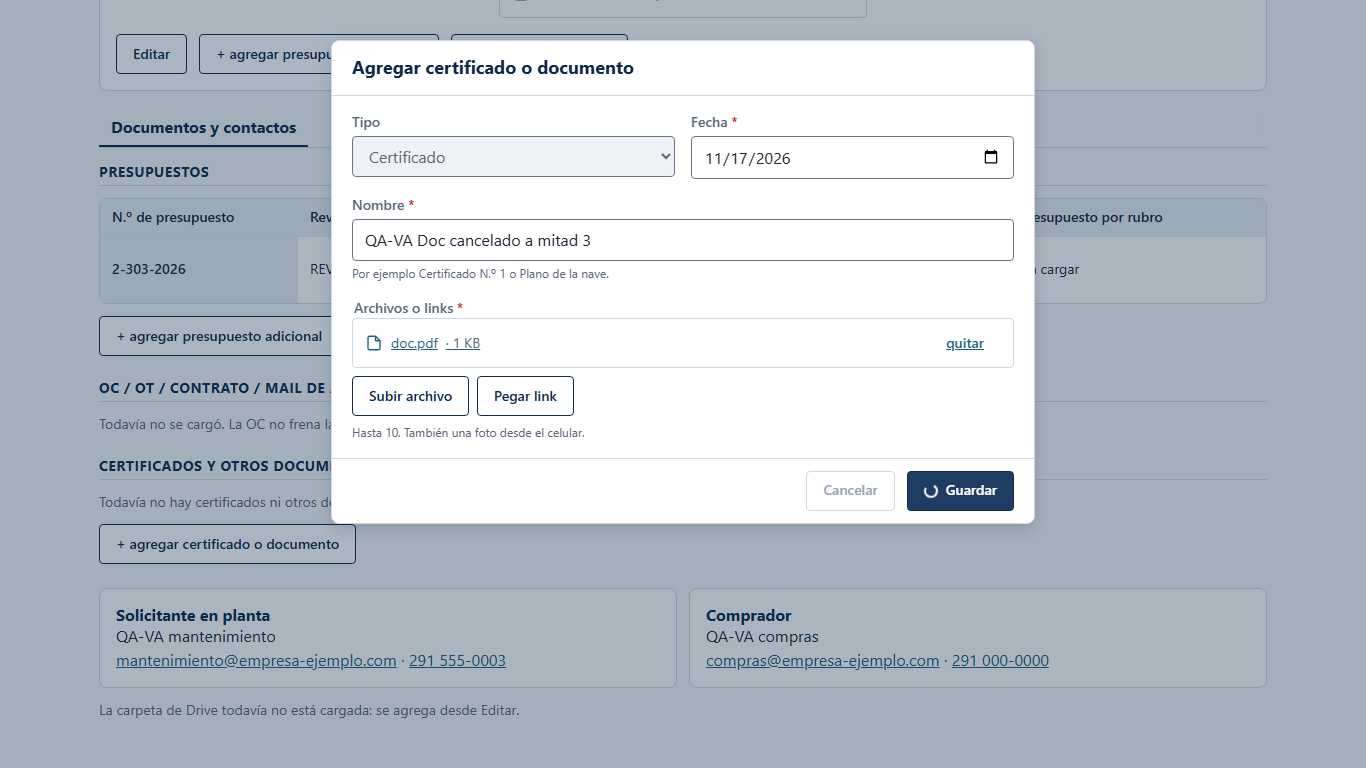 Editar
+ agregar presupu
Agregar certificado o documento
Tipo
Fecha *
Certificado
11/17/2026
Nombre *
QA-VA Doc cancelado a mitad 3
Por ejemplo Certificado N.º 1 o Plano de la nave.
Archivos o links *
doc.pdf · 1 KB
quitar
Subir archivo
Pegar link
Hasta 10. También una foto desde el celular.
Cancelar
Guardar
Documentos y contactos
PRESUPUESTOS
N.º de presupuesto
Rev
esupuesto por rubro
2-303-2026
REV
cargar
+ agregar presupuesto adicional
OC / OT / CONTRATO / MAIL DE
Todavía no se cargó. La OC no frena la
CERTIFICADOS Y OTROS DOCUM
Todavía no hay certificados ni otros d
+ agregar certificado o documento
Solicitante en planta
QA-VA mantenimiento
mantenimiento@empresa-ejemplo.com · 291 555-0003
Comprador
QA-VA compras
compras@empresa-ejemplo.com · 291 000-0000
La carpeta de Drive todavía no está cargada: se agrega desde Editar.